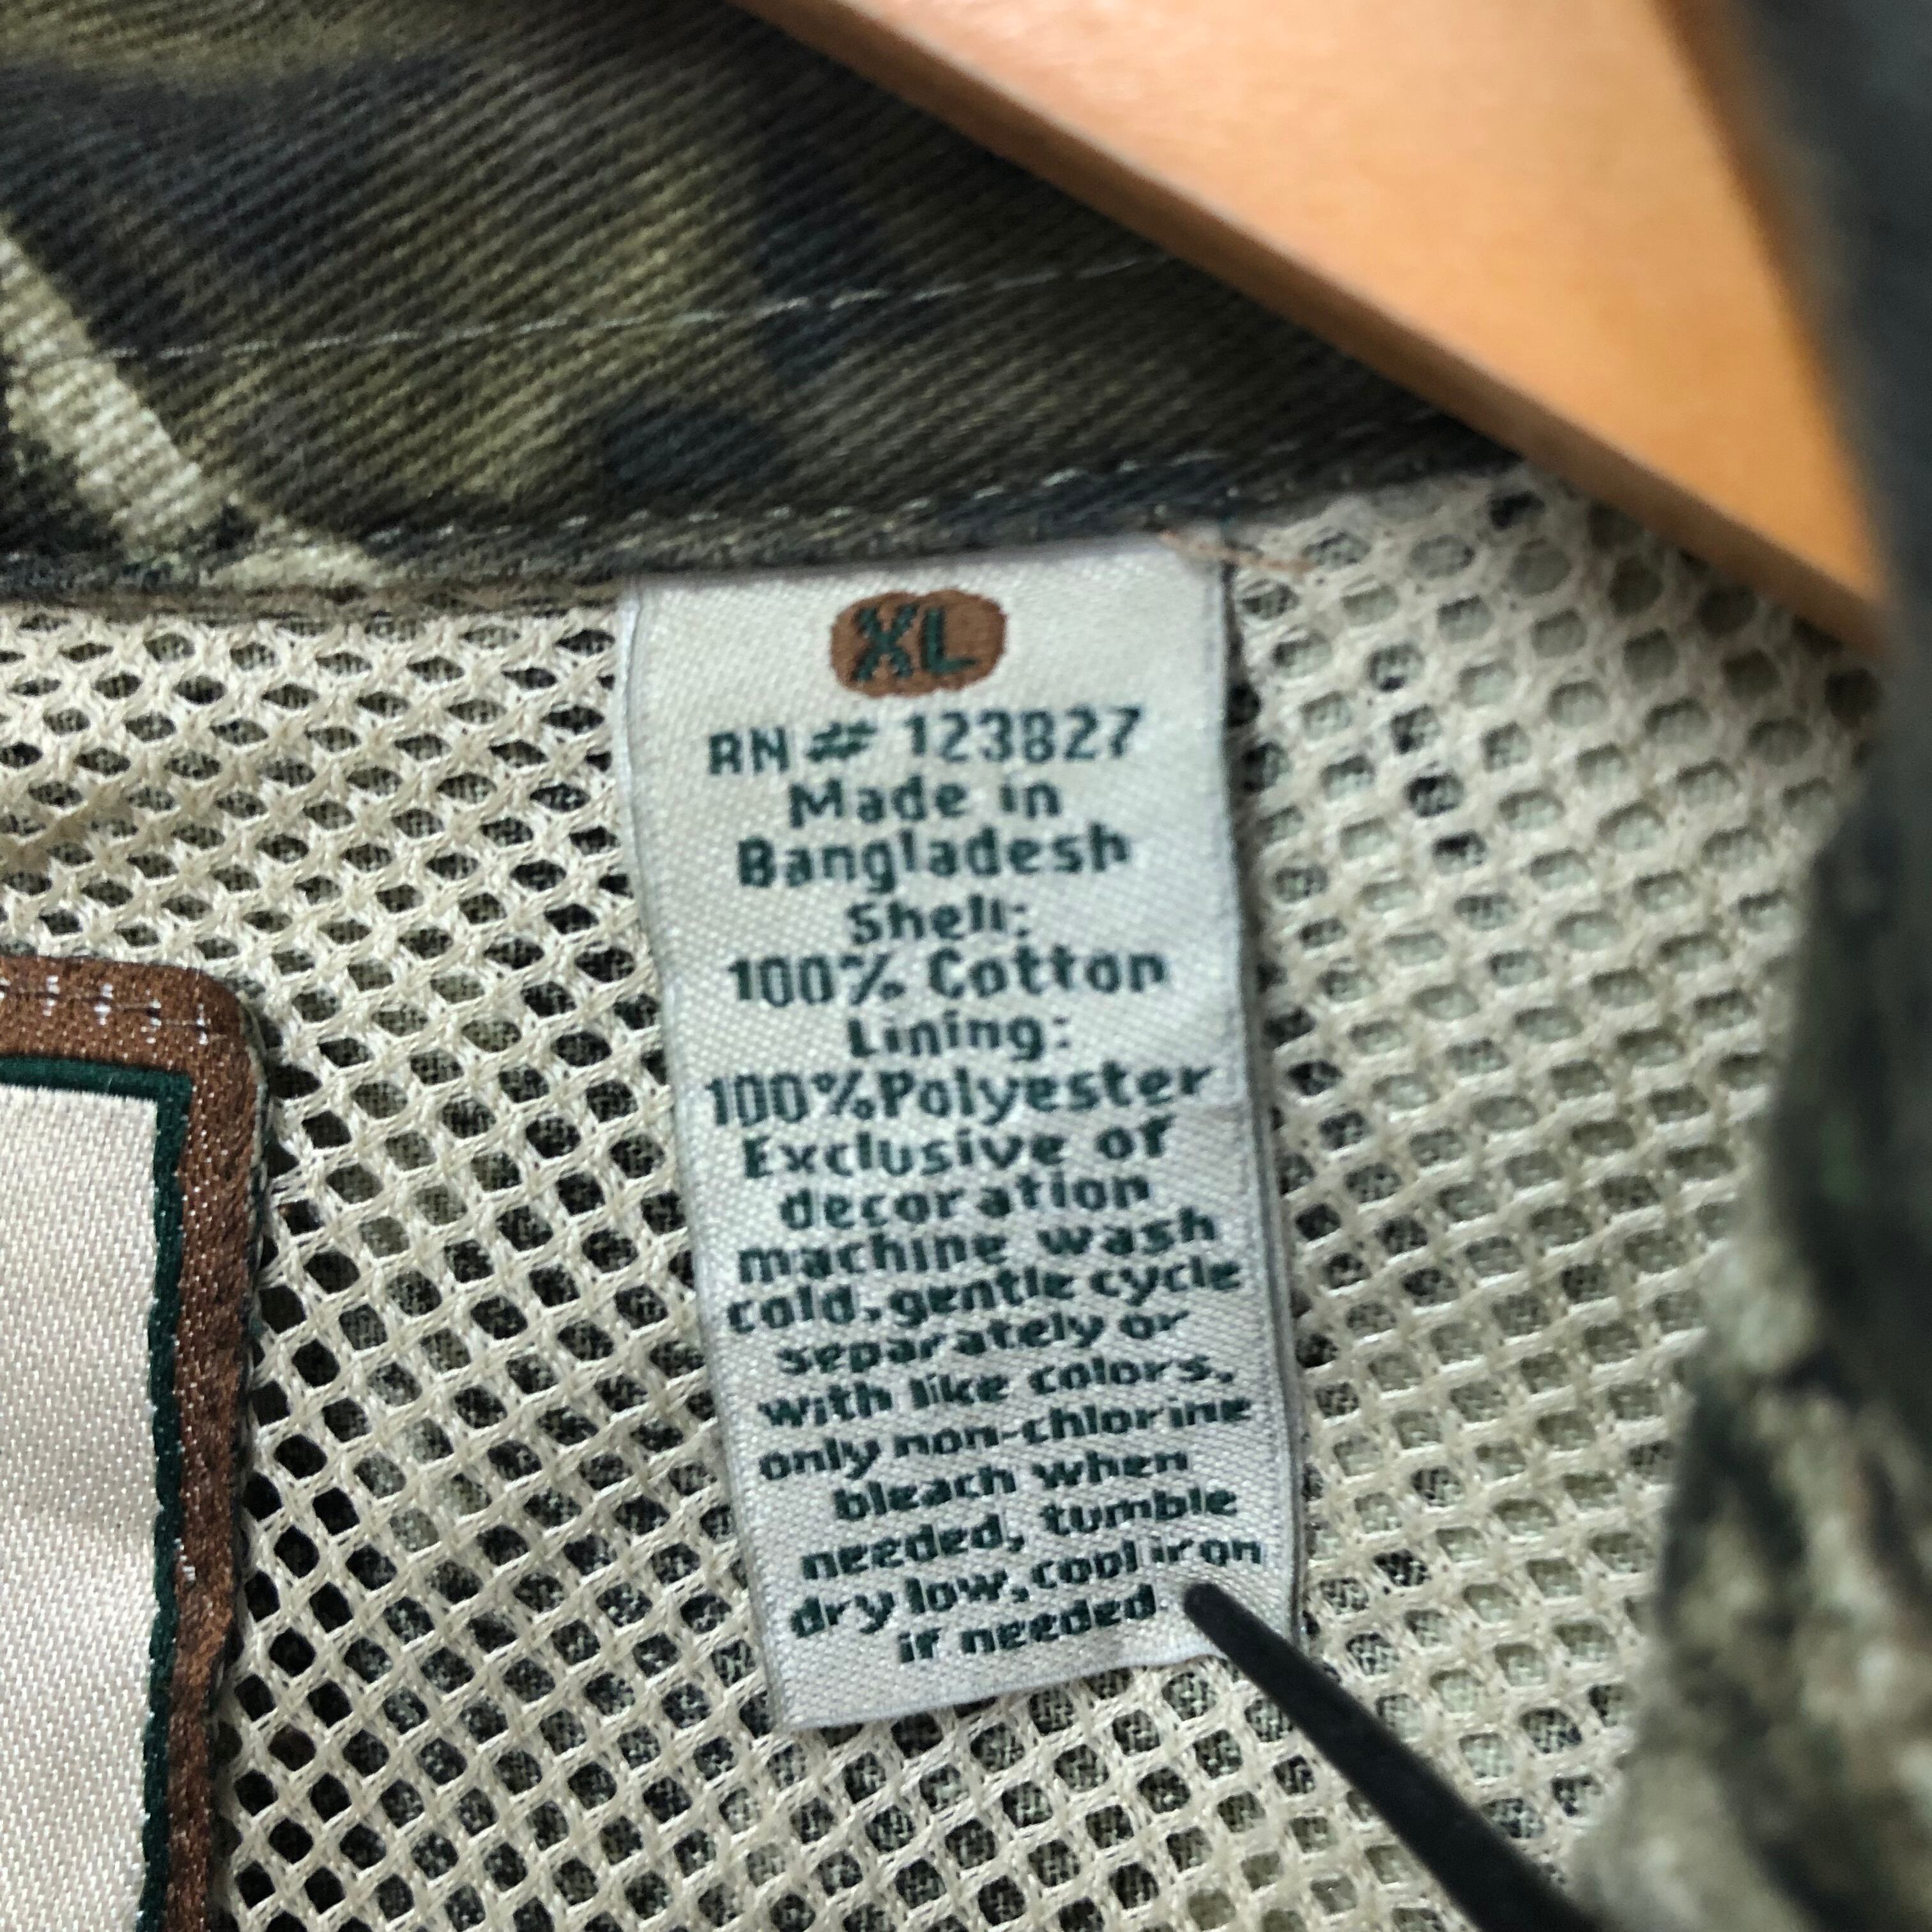 XL
RN # 123827
Made in
Bangladesh
Shell:
100% Cotton
Lining:
100%Polyester
Exclusive of
decoration
machine wash
cold, gentle cycle
separately or
with like colors,
only non-chlorine
bleach when
needed, tumble
dry low, cool iron
if needed.